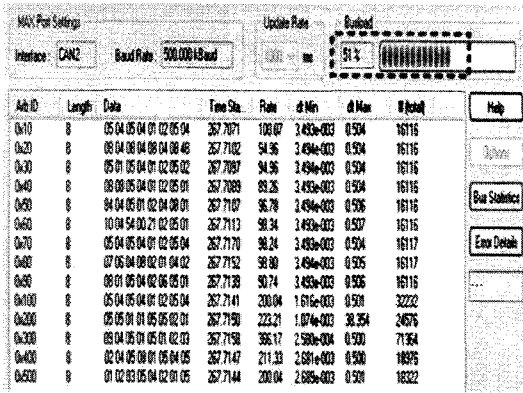 MAX Port Settings
Update Rate
Busload
Interface: CAN2
Baud Rate: 500.000 kBaud
ms
51 %
Arb ID Length Data Time Sta. Rate dt Min dt Max # (total)
0x10 8 05 04 05 04 01 02 05 04 267.7071 100.07 3.493e-003 0.504 16116
0x20 8 08 04 08 04 08 04 08 48 267.7102 54.96 3.494e-003 0.504 16116
0x30 8 05 01 05 04 01 02 05 02 267.7087 94.96 3.494e-003 0.504 16116
0x40 8 08 08 05 04 01 02 05 01 267.7089 89.26 3.493e-003 0.504 16116
0x50 8 94 04 05 01 02 04 08 01 267.7107 96.78 3.494e-003 0.506 16116
0x60 8 10 04 54 00 21 02 05 01 267.7113 98.34 3.493e-003 0.507 16116
0x70 8 05 04 05 04 01 02 05 04 267.7170 98.24 3.493e-003 0.504 16117
0x80 8 07 06 04 08 02 01 04 02 267.7152 98.80 3.494e-003 0.505 16117
0x90 8 08 01 05 04 02 06 05 01 267.7139 90.74 3.493e-003 0.506 16116
0x100 8 05 04 05 04 01 02 05 04 267.7141 200.04 1.616e-003 0.501 32232
0x200 8 05 05 01 01 05 05 02 01 267.7150 223.21 1.074e-003 38.354 24576
0x300 8 89 04 05 01 05 01 02 03 267.7158 396.17 2.580e-004 0.500 71364
0x400 8 02 04 05 08 01 05 04 05 267.7147 211.33 2.681e-003 0.500 18976
0x500 8 01 02 03 05 04 02 01 05 267.7144 200.04 2.689e-003 0.501 18322
Help
Options
Bus Statistics
Error Details
...